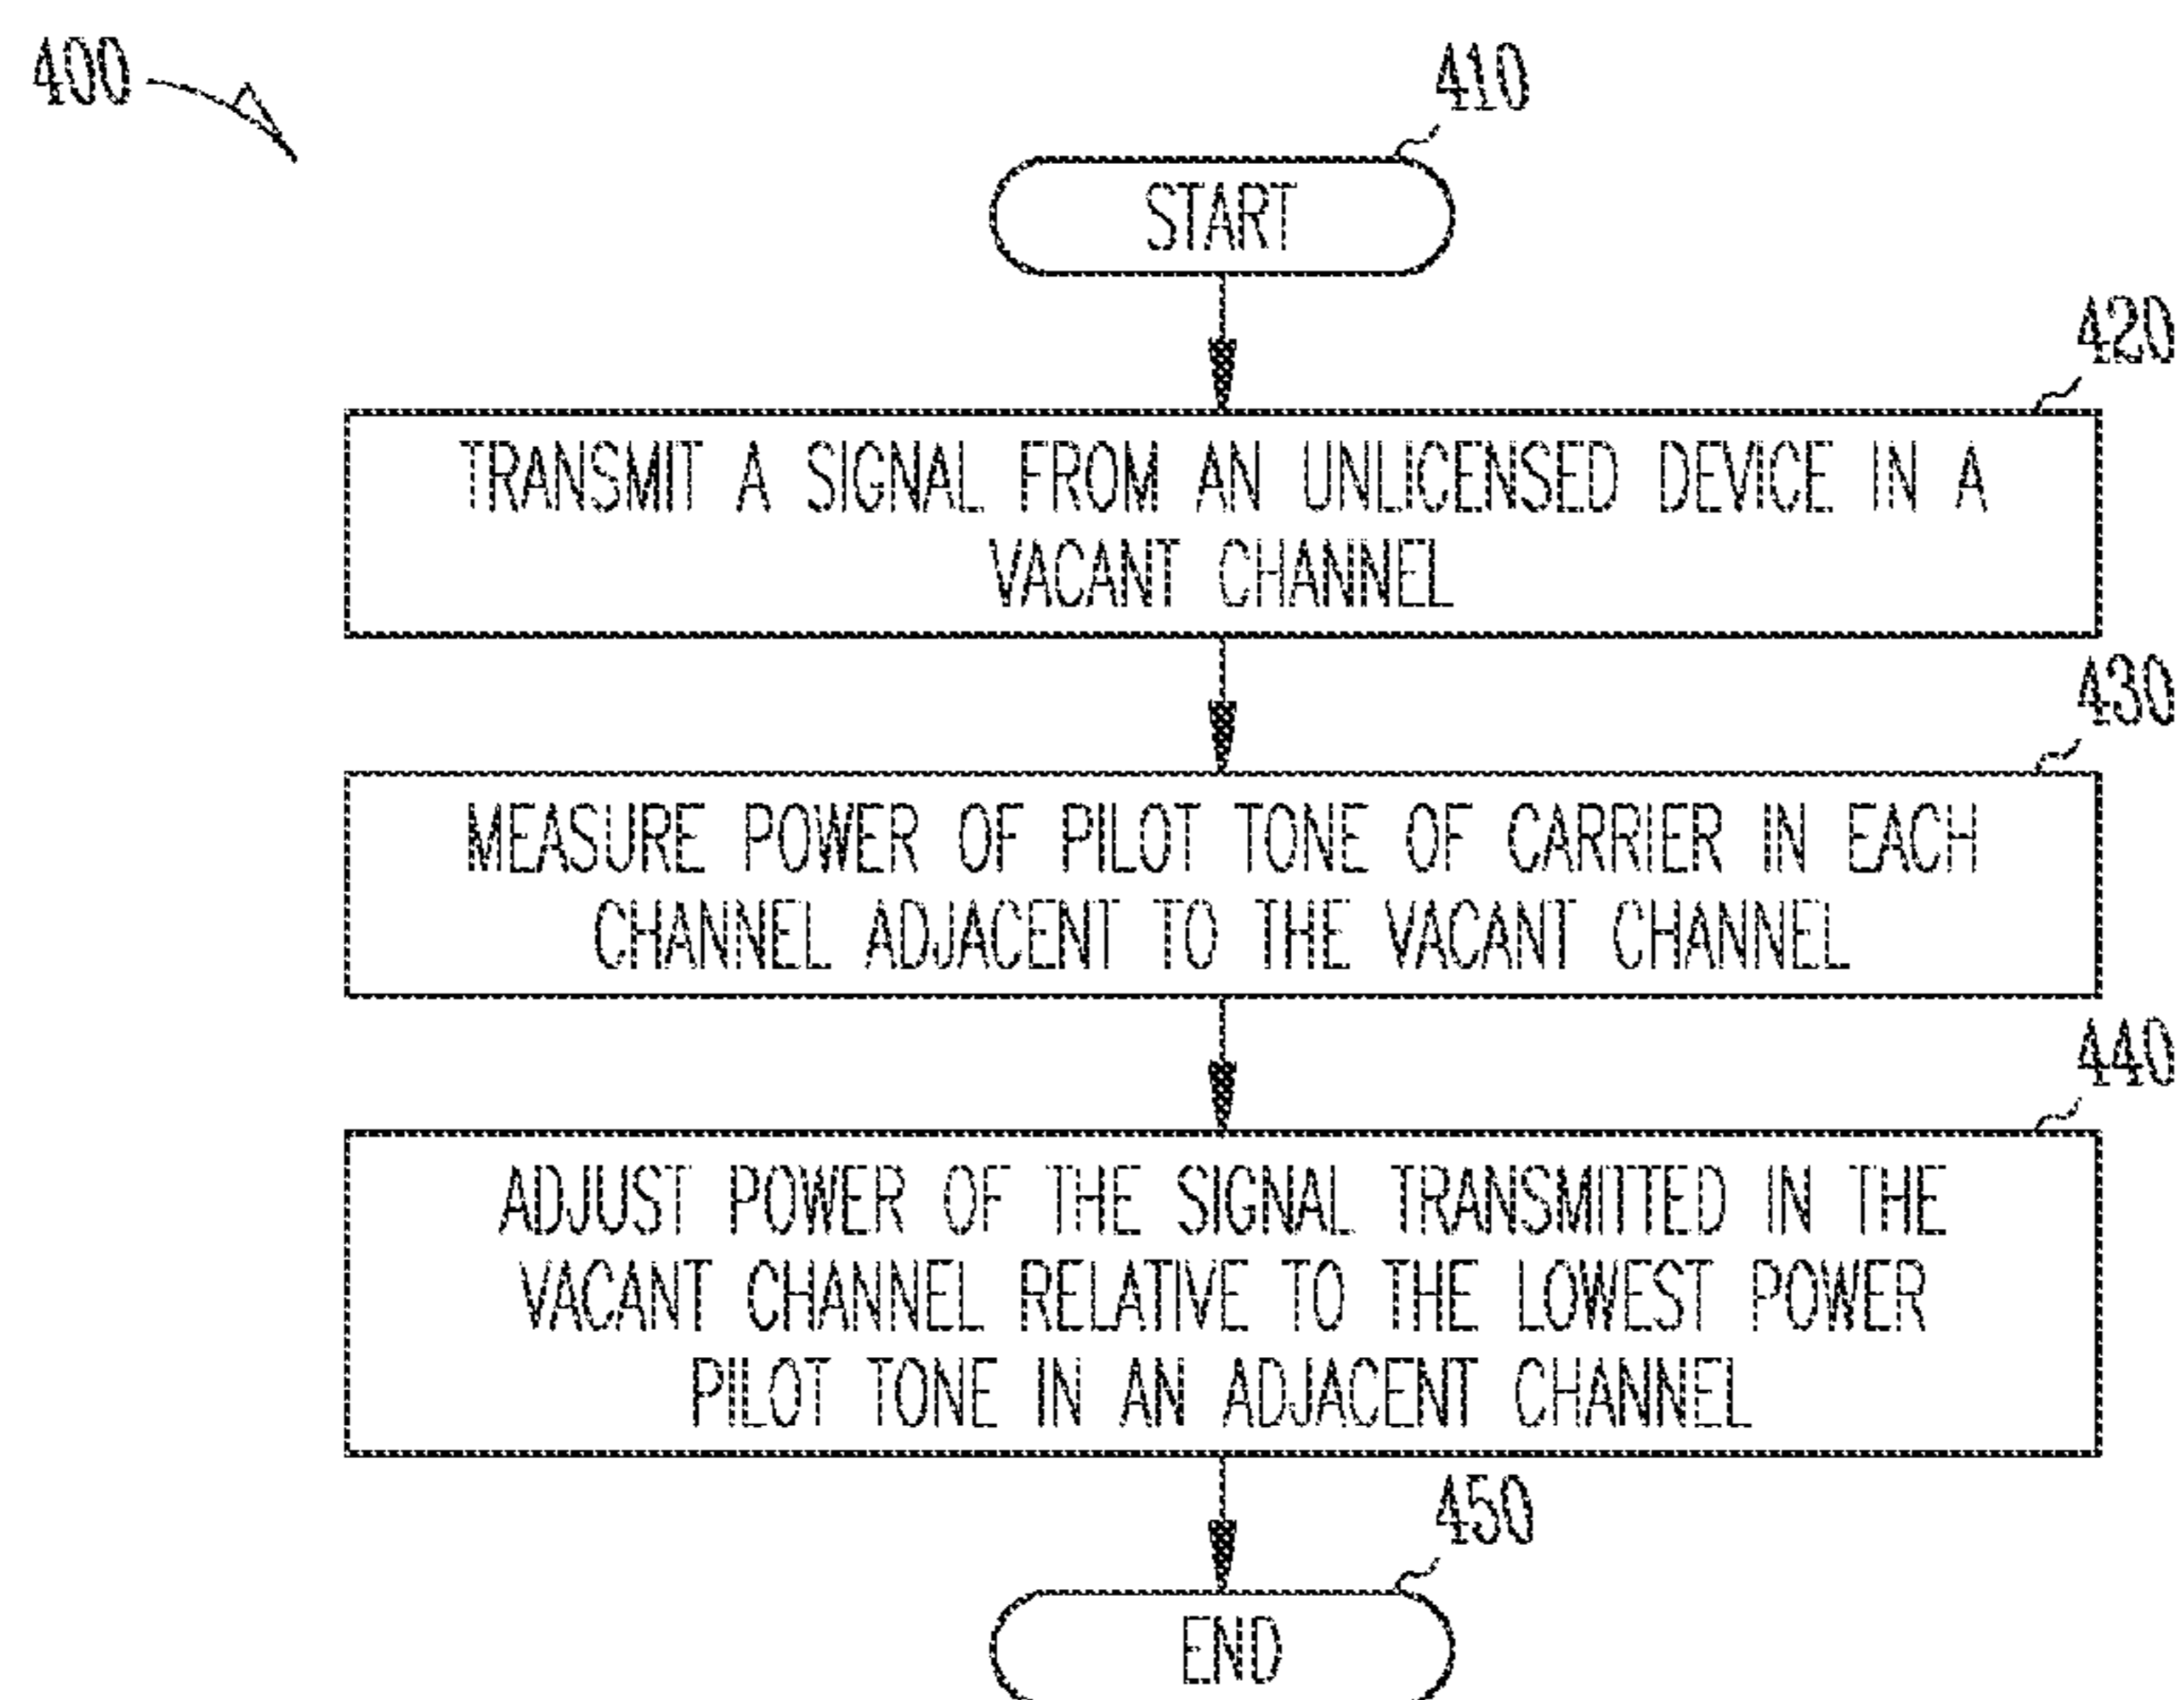 400
410
START
420
TRANSMIT A SIGNAL FROM AN UNLICENSED DEVICE IN A
VACANT CHANNEL
430
MEASURE POWER OF PILOT TONE OF CARRIER IN EACH
CHANNEL ADJACENT TO THE VACANT CHANNEL
440
ADJUST POWER OF THE SIGNAL TRANSMITTED IN THE
VACANT CHANNEL RELATIVE TO THE LOWEST POWER
PILOT TONE IN AN ADJACENT CHANNEL
450
END